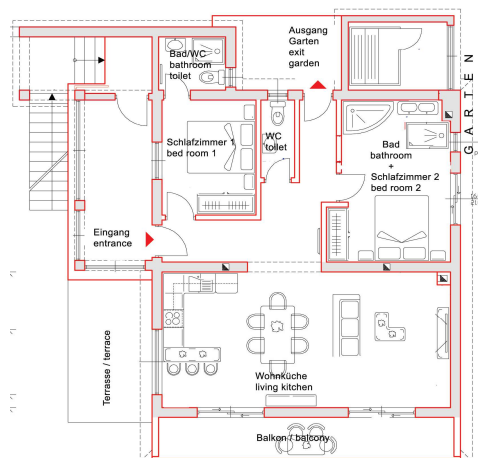 Ausgang
Garten
exit
garden
Bad/WC
bathroom
toilet
GARTEN
Schlafzimmer 1
bed room 1
WC
toilet
Bad
bathroom
+
Schlafzimmer 2
bed room 2
Eingang
entrance
Terrasse / terrace
Wohnküche
living kitchen
Balkon / balcony